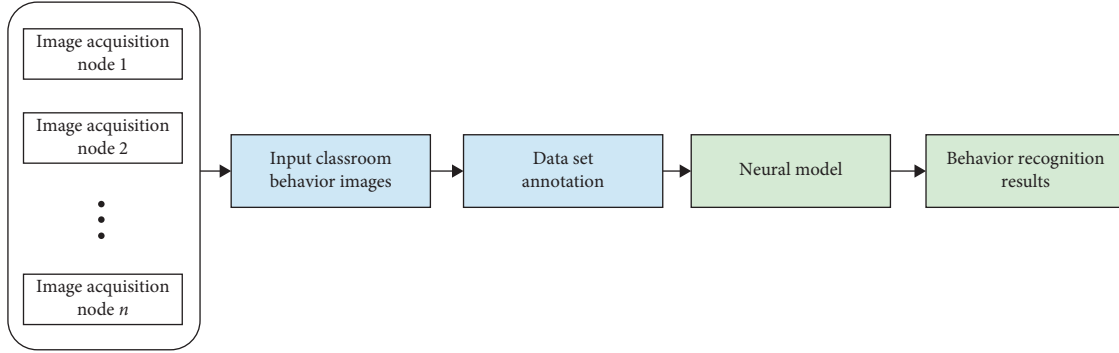 Image acquisition
node 1
Image acquisition
node 2
Image acquisition
node n
Input classroom
behavior images
Data set
annotation
Neural model
Behavior recognition
results